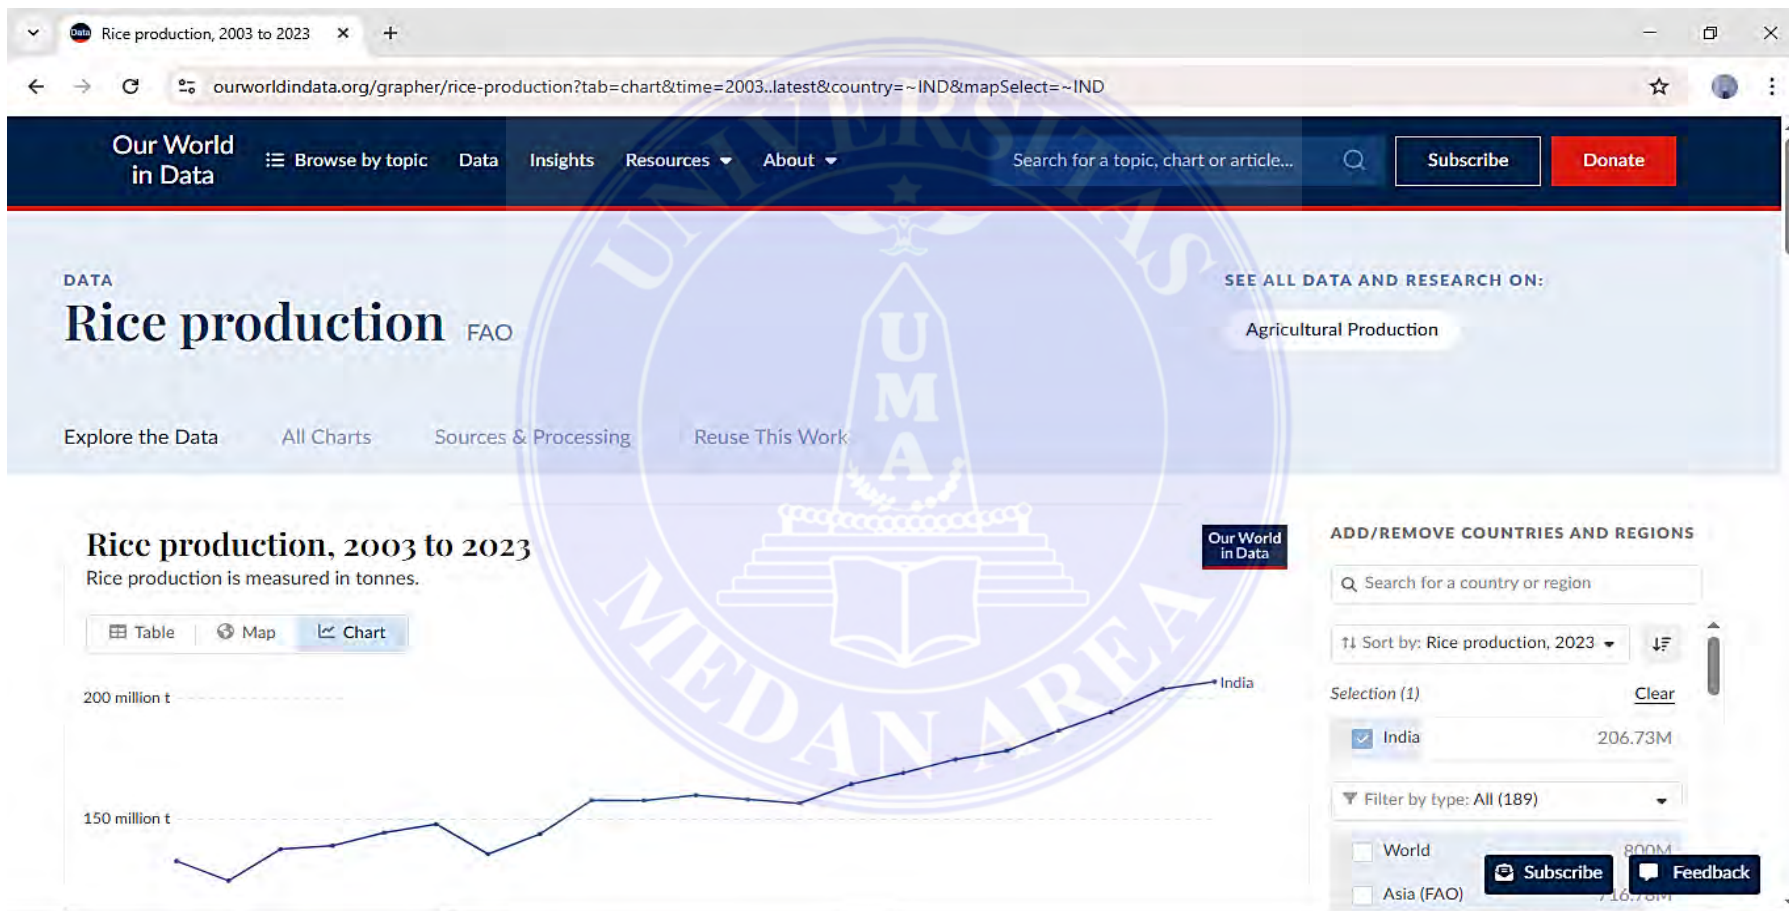 Rice production, 2003 to 2023
ourworldindata.org/grapher/rice-production?tab=chart&time=2003..latest&country=~IND&mapSelect=~IND
Our World
in Data
Browse by topic
Data
Insights
Resources
About
Search for a topic, chart or article...
Subscribe
Donate
DATA
Rice production FAO
SEE ALL DATA AND RESEARCH ON:
Agricultural Production
Explore the Data
All Charts
Sources & Processing
Reuse This Work
UNIVERSITAS
MEDAN AREA
U
M
A
Rice production, 2003 to 2023
Rice production is measured in tonnes.
Our World
in Data
Table
Map
Chart
200 million t
150 million t
India
ADD/REMOVE COUNTRIES AND REGIONS
Search for a country or region
Sort by: Rice production, 2023
Selection (1)
Clear
India 206.73M
Filter by type: All (189)
World 800M
Asia (FAO) 716.78M
Subscribe
Feedback